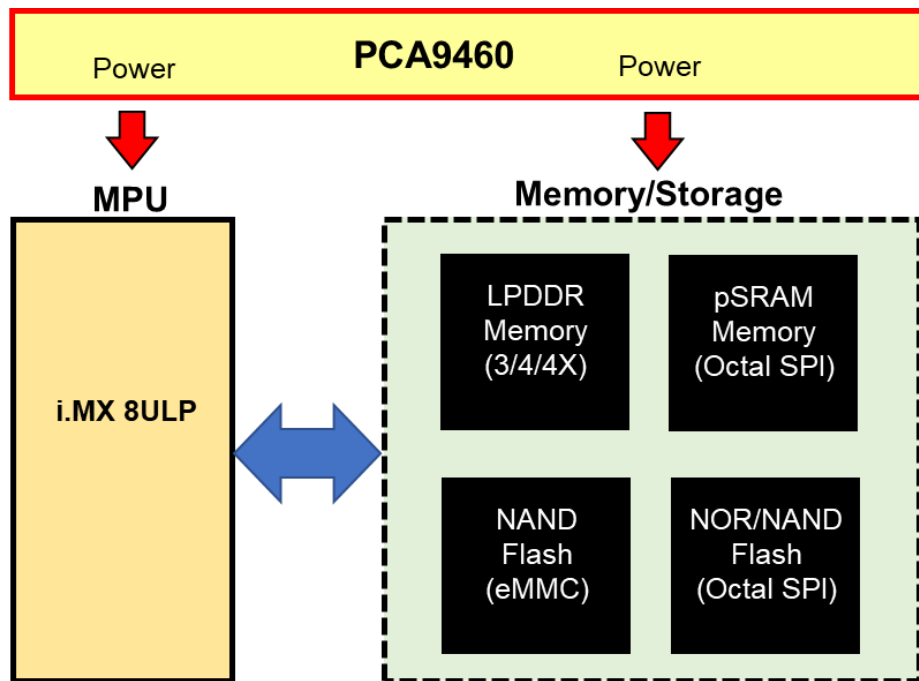 PCA9460
Power
Power
MPU
Memory/Storage
i.MX 8ULP
LPDDR
Memory
(3/4/4X)
pSRAM
Memory
(Octal SPI)
NAND
Flash
(eMMC)
NOR/NAND
Flash
(Octal SPI)